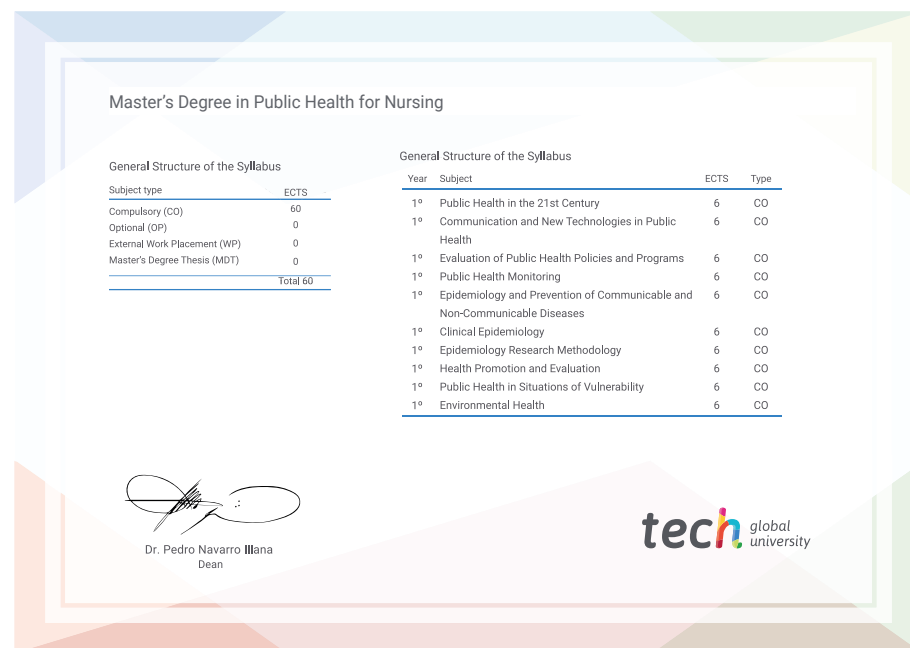 Master's Degree in Public Health for Nursing
General Structure of the Syllabus
Subject type ECTS
Compulsory (CO) 60
Optional (OP) 0
External Work Placement (WP) 0
Master's Degree Thesis (MDT) 0
Total 60
General Structure of the Syllabus
Year Subject ECTS Type
1º Public Health in the 21st Century 6 CO
1º Communication and New Technologies in Public 6 CO
Health
1º Evaluation of Public Health Policies and Programs 6 CO
1º Public Health Monitoring 6 CO
1º Epidemiology and Prevention of Communicable and 6 CO
Non-Communicable Diseases
1º Clinical Epidemiology 6 CO
1º Epidemiology Research Methodology 6 CO
1º Health Promotion and Evaluation 6 CO
1º Public Health in Situations of Vulnerability 6 CO
1º Environmental Health 6 CO
Dr. Pedro Navarro Illana
Dean
tech global
university